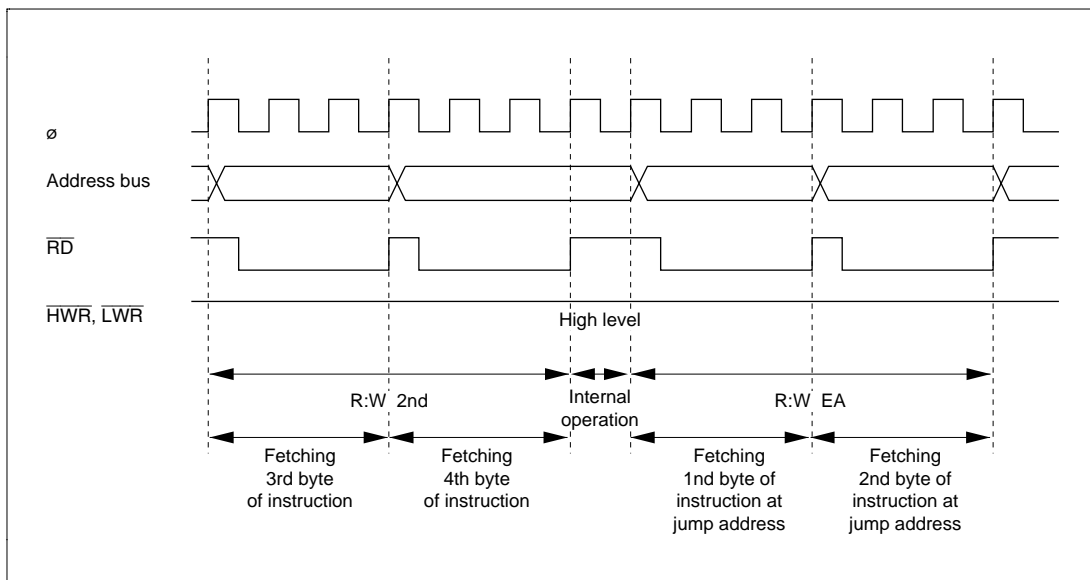 ø
Address bus
RD
HWR, LWR
High level
R:W 2nd
Internal
operation
R:W EA
Fetching
3rd byte
of instruction
Fetching
4th byte
of instruction
Fetching
1nd byte of
instruction at
jump address
Fetching
2nd byte of
instruction at
jump address